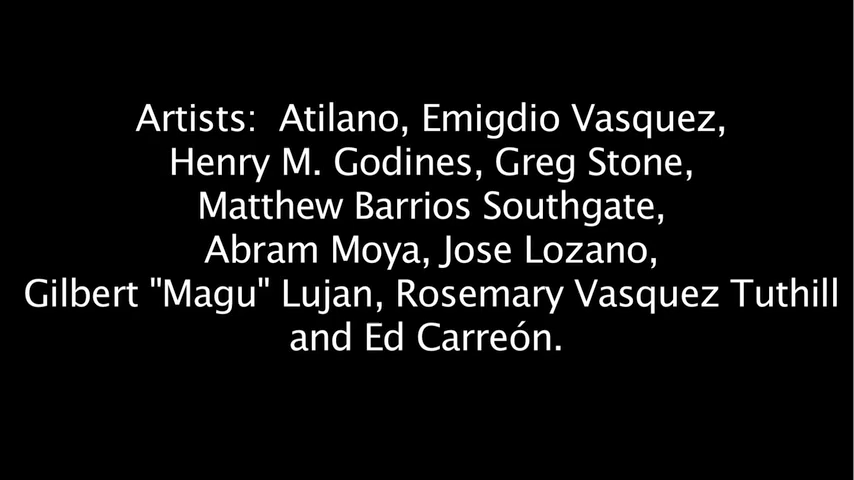 Artists:  Atilano, Emigdio Vasquez,
Henry M. Godines, Greg Stone,
Matthew Barrios Southgate,
Abram Moya, Jose Lozano,
Gilbert "Magu" Lujan, Rosemary Vasquez Tuthill
and Ed Carreón.